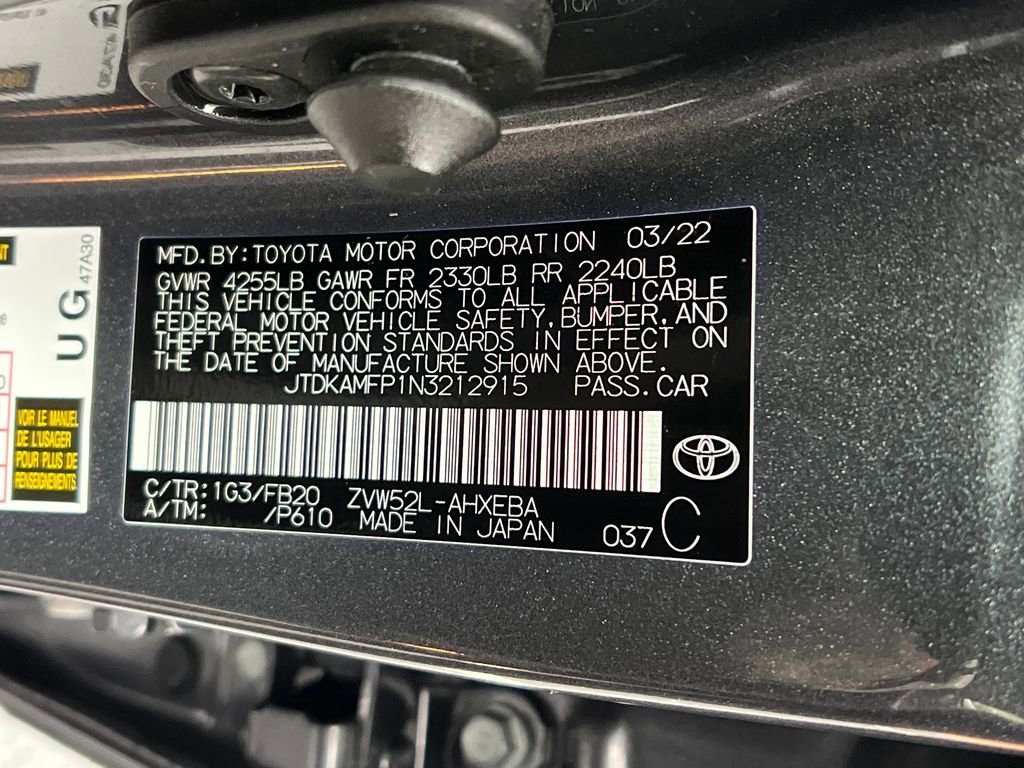 MFD.BY:TOYOTA MOTOR CORPORATION 03/22
GVWR 4255LB GAWR FR 2330LB RR 2240LB
THIS VEHICLE CONFORMS TO ALL APPLICABLE
FEDERAL MOTOR VEHICLE SAFETY,BUMPER,AND
THEFT PREVENTION STANDARDS IN EFFECT ON
THE DATE OF MANUFACTURE SHOWN ABOVE.
JTDKAMFP1N3212915 PASS.CAR
C/TR:1G3/FB20 ZVW52L-AHXEBA
A/TM: /P610 MADE IN JAPAN 037 C
UG 47A30
VOIR LE MANUEL
DE L'USAGER
POUR PLUS DE
RENSEIGNEMENTS.